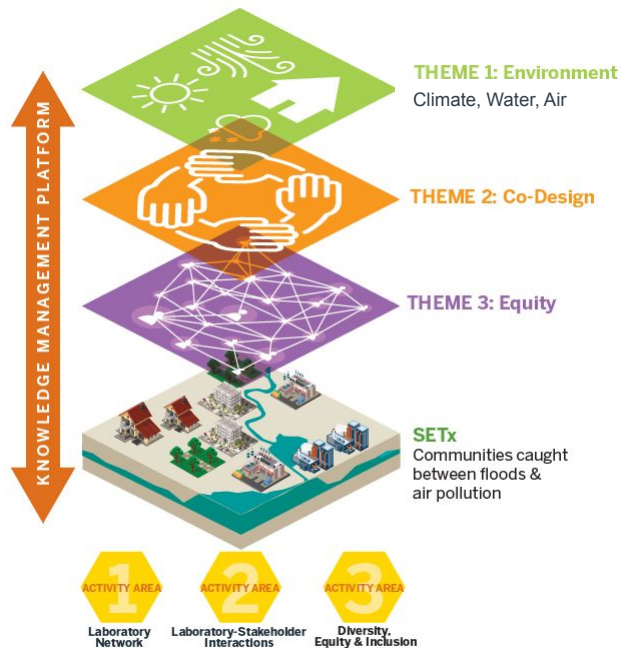 KNOWLEDGE MANAGEMENT PLATFORM
THEME 1: Environment
Climate, Water, Air
THEME 2: Co-Design
THEME 3: Equity
SETx
Communities caught
between floods &
air pollution
1
ACTIVITY AREA
Laboratory
Network
2
ACTIVITY AREA
Laboratory-Stakeholder
Interactions
3
ACTIVITY AREA
Diversity,
Equity & Inclusion